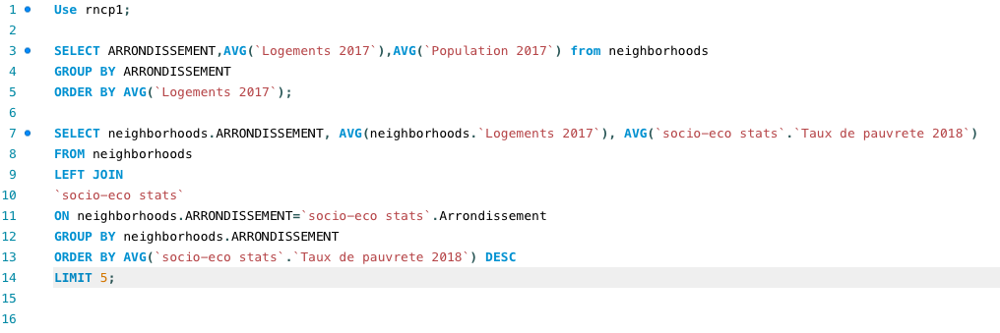 1 Use rncp1;
2
3 SELECT ARRONDISSEMENT,AVG(`Logements 2017`),AVG(`Population 2017`) from neighborhoods
4 GROUP BY ARRONDISSEMENT
5 ORDER BY AVG(`Logements 2017`);
6
7 SELECT neighborhoods.ARRONDISSEMENT, AVG(neighborhoods.`Logements 2017`), AVG(`socio-eco stats`.`Taux de pauvrete 2018`)
8 FROM neighborhoods
9 LEFT JOIN
10 `socio-eco stats`
11 ON neighborhoods.ARRONDISSEMENT=`socio-eco stats`.Arrondissement
12 GROUP BY neighborhoods.ARRONDISSEMENT
13 ORDER BY AVG(`socio-eco stats`.`Taux de pauvrete 2018`) DESC
14 LIMIT 5;
15
16